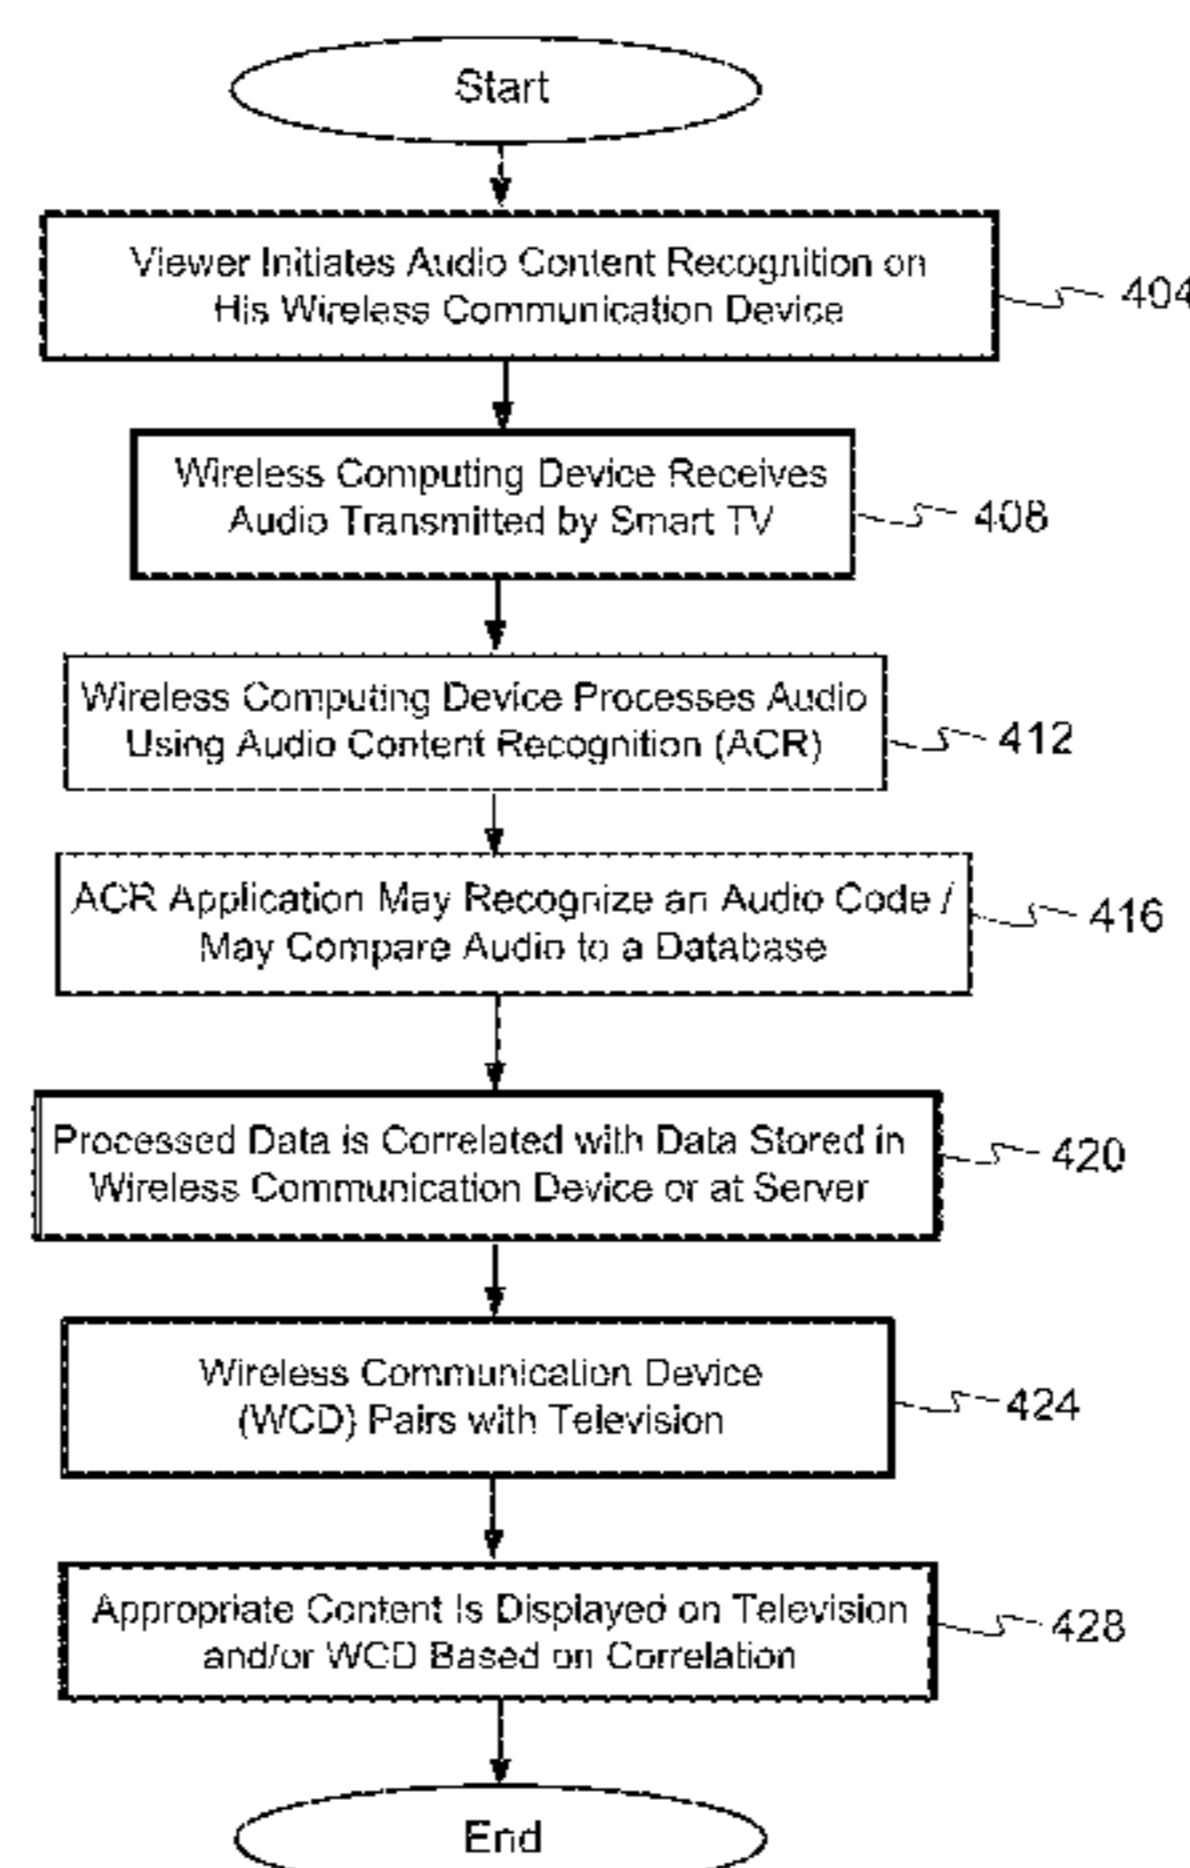 Start
Viewer Initiates Audio Content Recognition on
His Wireless Communication Device
404
Wireless Computing Device Receives
Audio Transmitted by Smart TV
408
Wireless Computing Device Processes Audio
Using Audio Content Recognition (ACR)
412
ACR Application May Recognize an Audio Code /
May Compare Audio to a Database
416
Processed Data is Correlated with Data Stored in
Wireless Communication Device or at Server
420
Wireless Communication Device
(WCD) Pairs with Television
424
Appropriate Content Is Displayed on Television
and/or WCD Based on Correlation
428
End